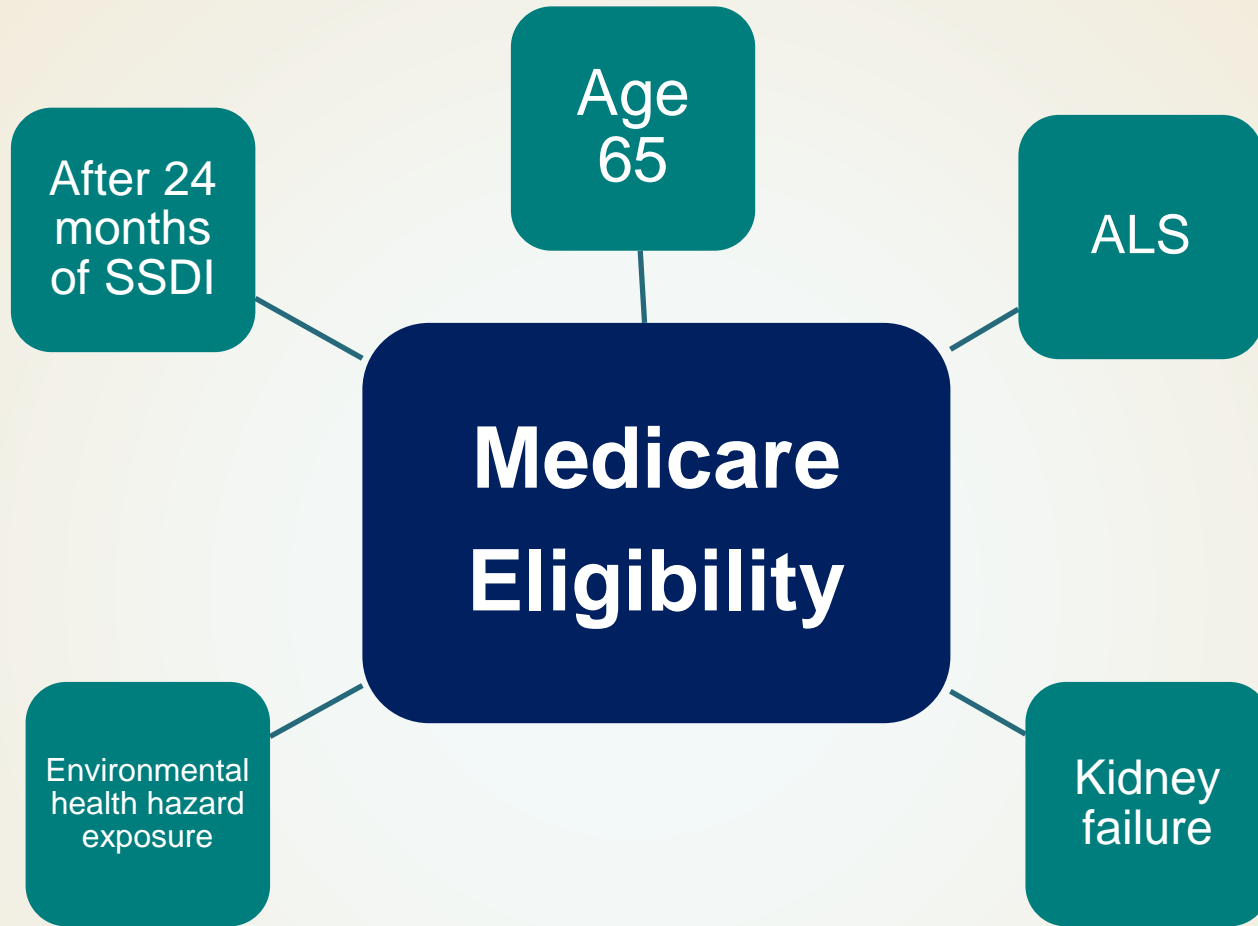 Age
65
After 24
months
of SSDI
ALS
Medicare
Eligibility
Environmental
health hazard
exposure
Kidney
failure